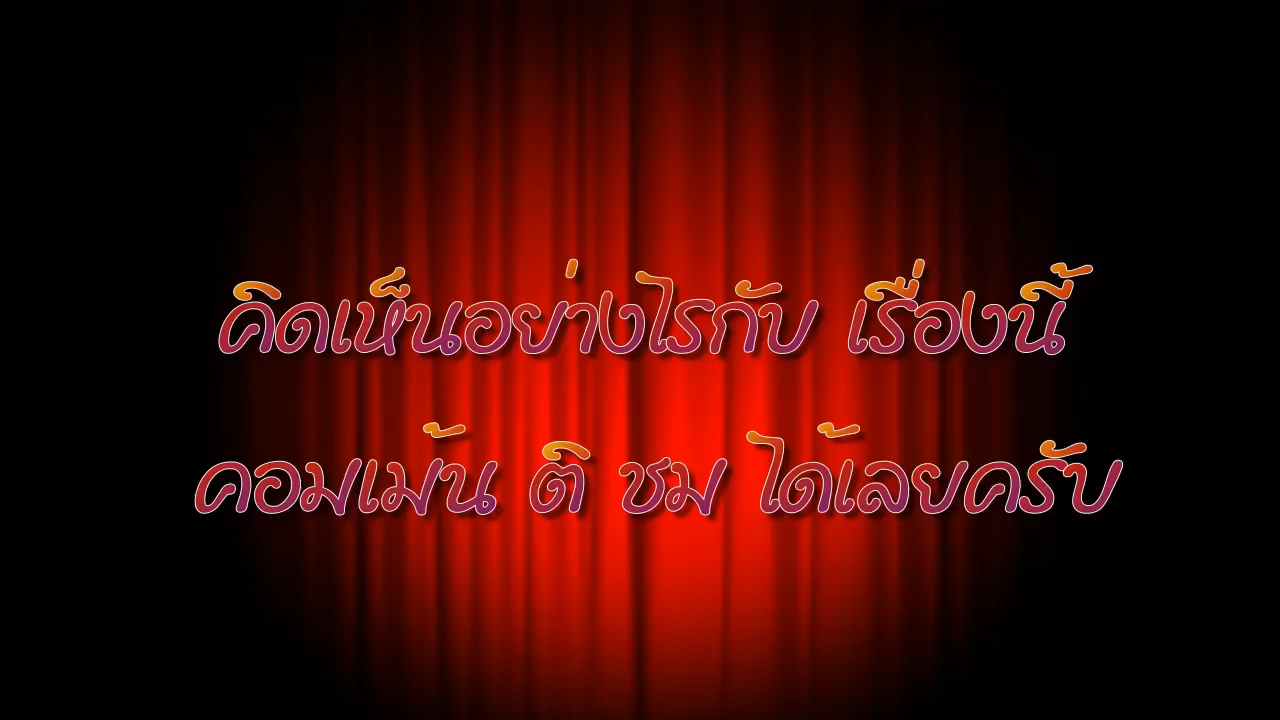 คิดเห็นอย่างไรกับ เรื่องนี้
คอมเม้น ติ ชม ได้เลยครับ